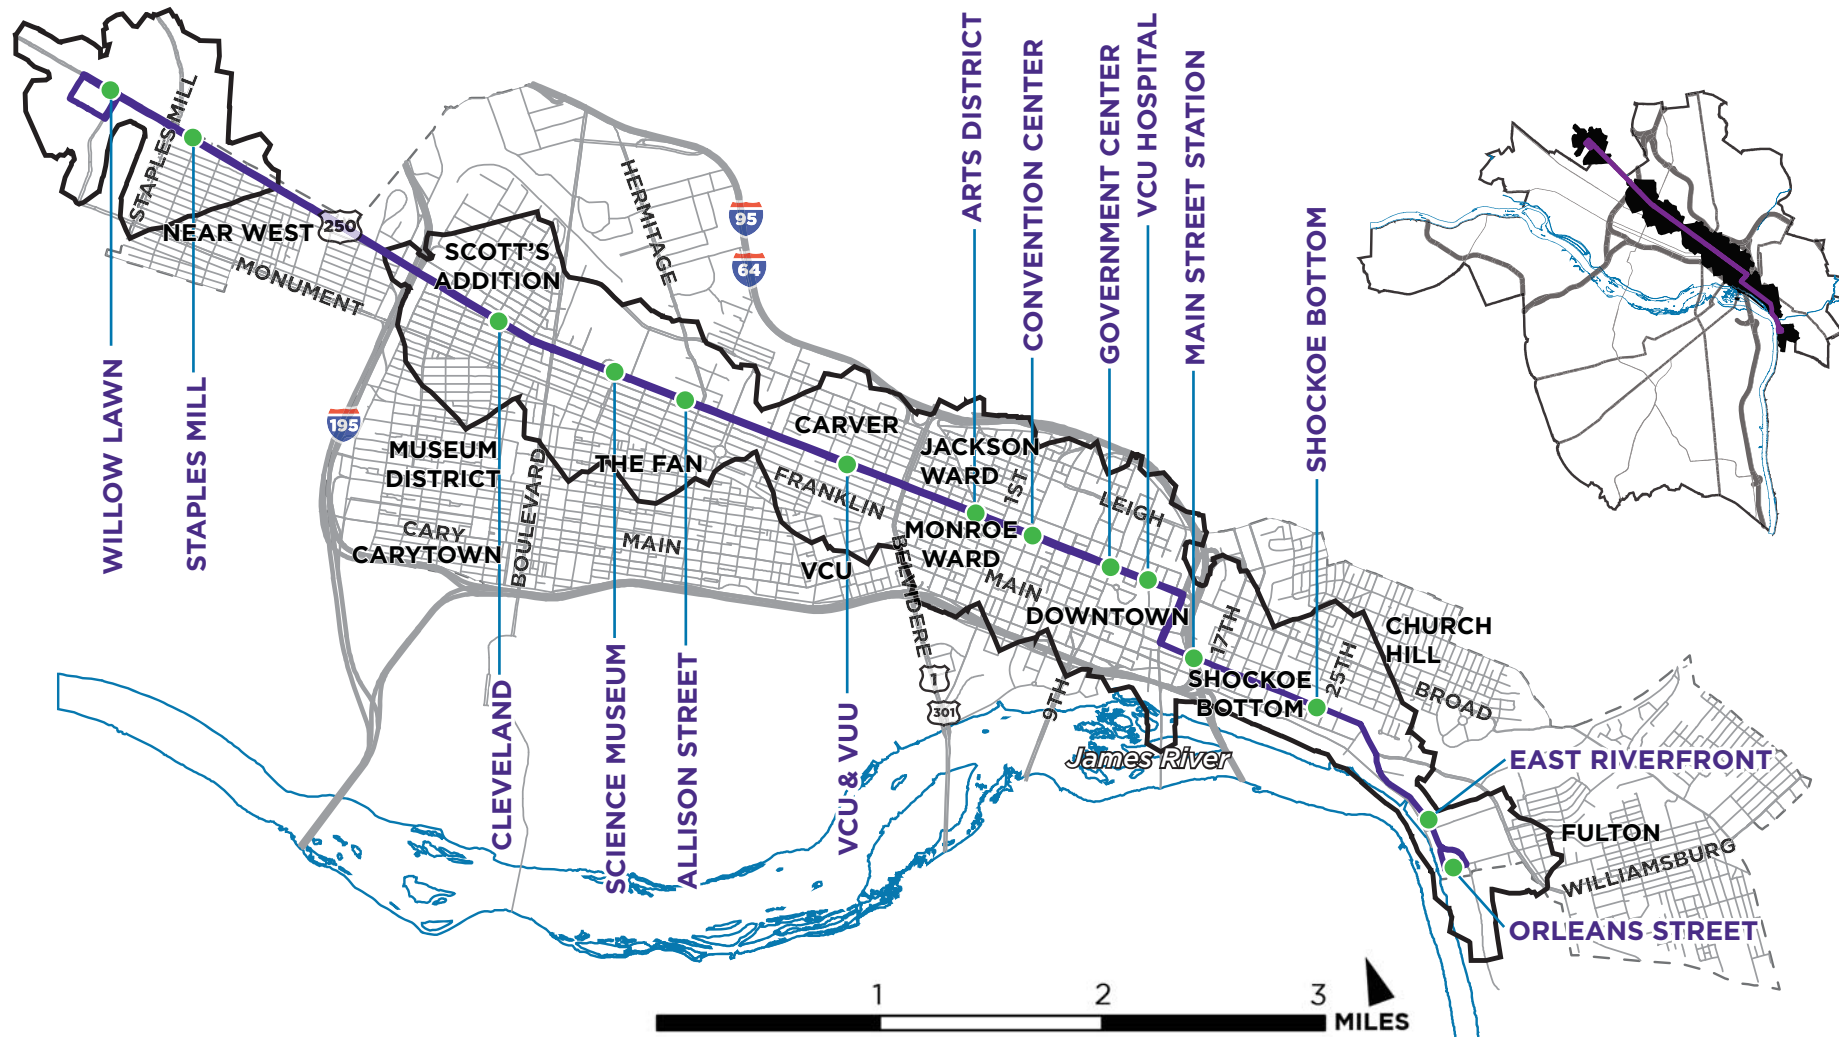 ARTS DISTRICT
CONVENTION CENTER
GOVERNMENT CENTER
VCU HOSPITAL
MAIN STREET STATION
SHOCKOE BOTTOM
STAPLES MILL
HERMITAGE
95
64
NEAR WEST
250
SCOTT'S
ADDITION
MONUMENT
WILLOW LAWN
STAPLES MILL
195
CARVER
JACKSON
WARD
1ST
LEIGH
MUSEUM
DISTRICT
THE FAN
FRANKLIN
BOULEVARD
CARY
CARYTOWN
MAIN
VCU
BELVIDERE
MONROE
WARD
MAIN
DOWNTOWN
17TH
CHURCH
HILL
25TH
BROAD
SHOCKOE
BOTTOM
1
301
9TH
James River
CLEVELAND
SCIENCE MUSEUM
ALLISON STREET
VCU & VUU
EAST RIVERFRONT
FULTON
WILLIAMSBURG
ORLEANS STREET
1 2 3
MILES